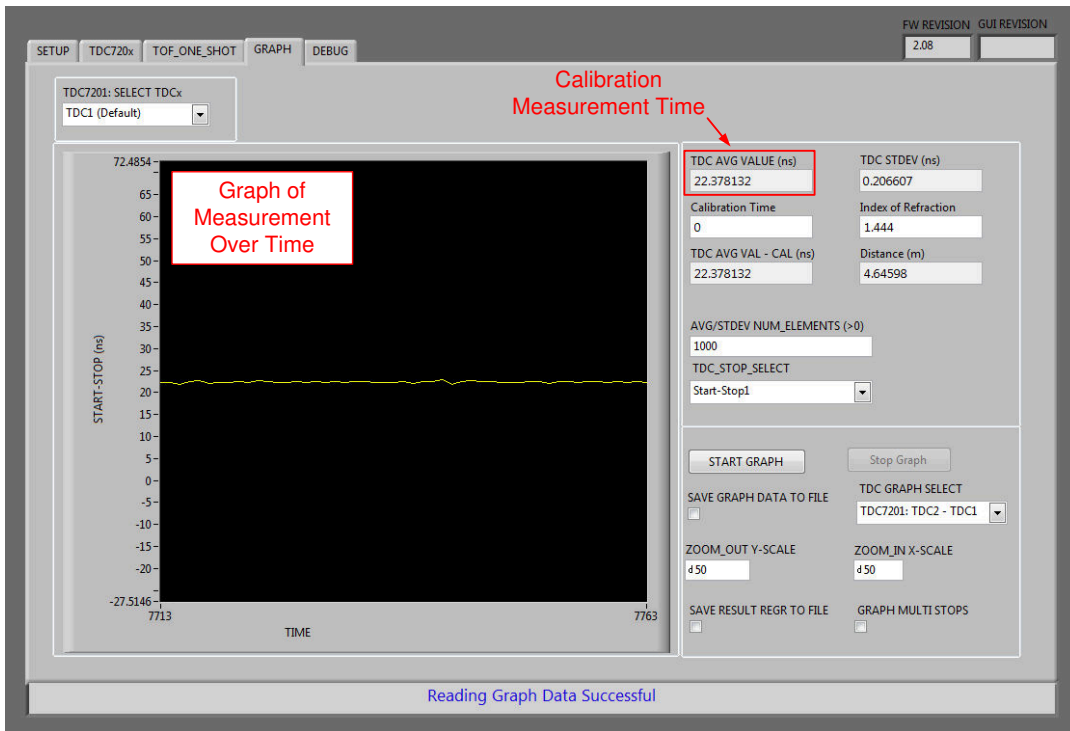 FW REVISION GUI REVISION
2.08
SETUP TDC720x TOF_ONE_SHOT GRAPH DEBUG
TDC7201: SELECT TDCx
TDC1 (Default)
Calibration
Measurement Time
72.4854
65
60
55
50
45
40
35
30
25
20
15
10
5
0
-5
-10
-15
-20
-27.5146
START-STOP (ns)
Graph of
Measurement
Over Time
7713 7763
TIME
TDC AVG VALUE (ns) TDC STDEV (ns)
22.378132 0.206607
Calibration Time Index of Refraction
0 1.444
TDC AVG VAL - CAL (ns) Distance (m)
22.378132 4.64598
AVG/STDEV NUM_ELEMENTS (>0)
1000
TDC_STOP_SELECT
Start-Stop1
START GRAPH Stop Graph
SAVE GRAPH DATA TO FILE TDC GRAPH SELECT
TDC7201: TDC2 - TDC1
ZOOM_OUT Y-SCALE ZOOM_IN X-SCALE
d 50 d 50
SAVE RESULT REGR TO FILE GRAPH MULTI STOPS
Reading Graph Data Successful